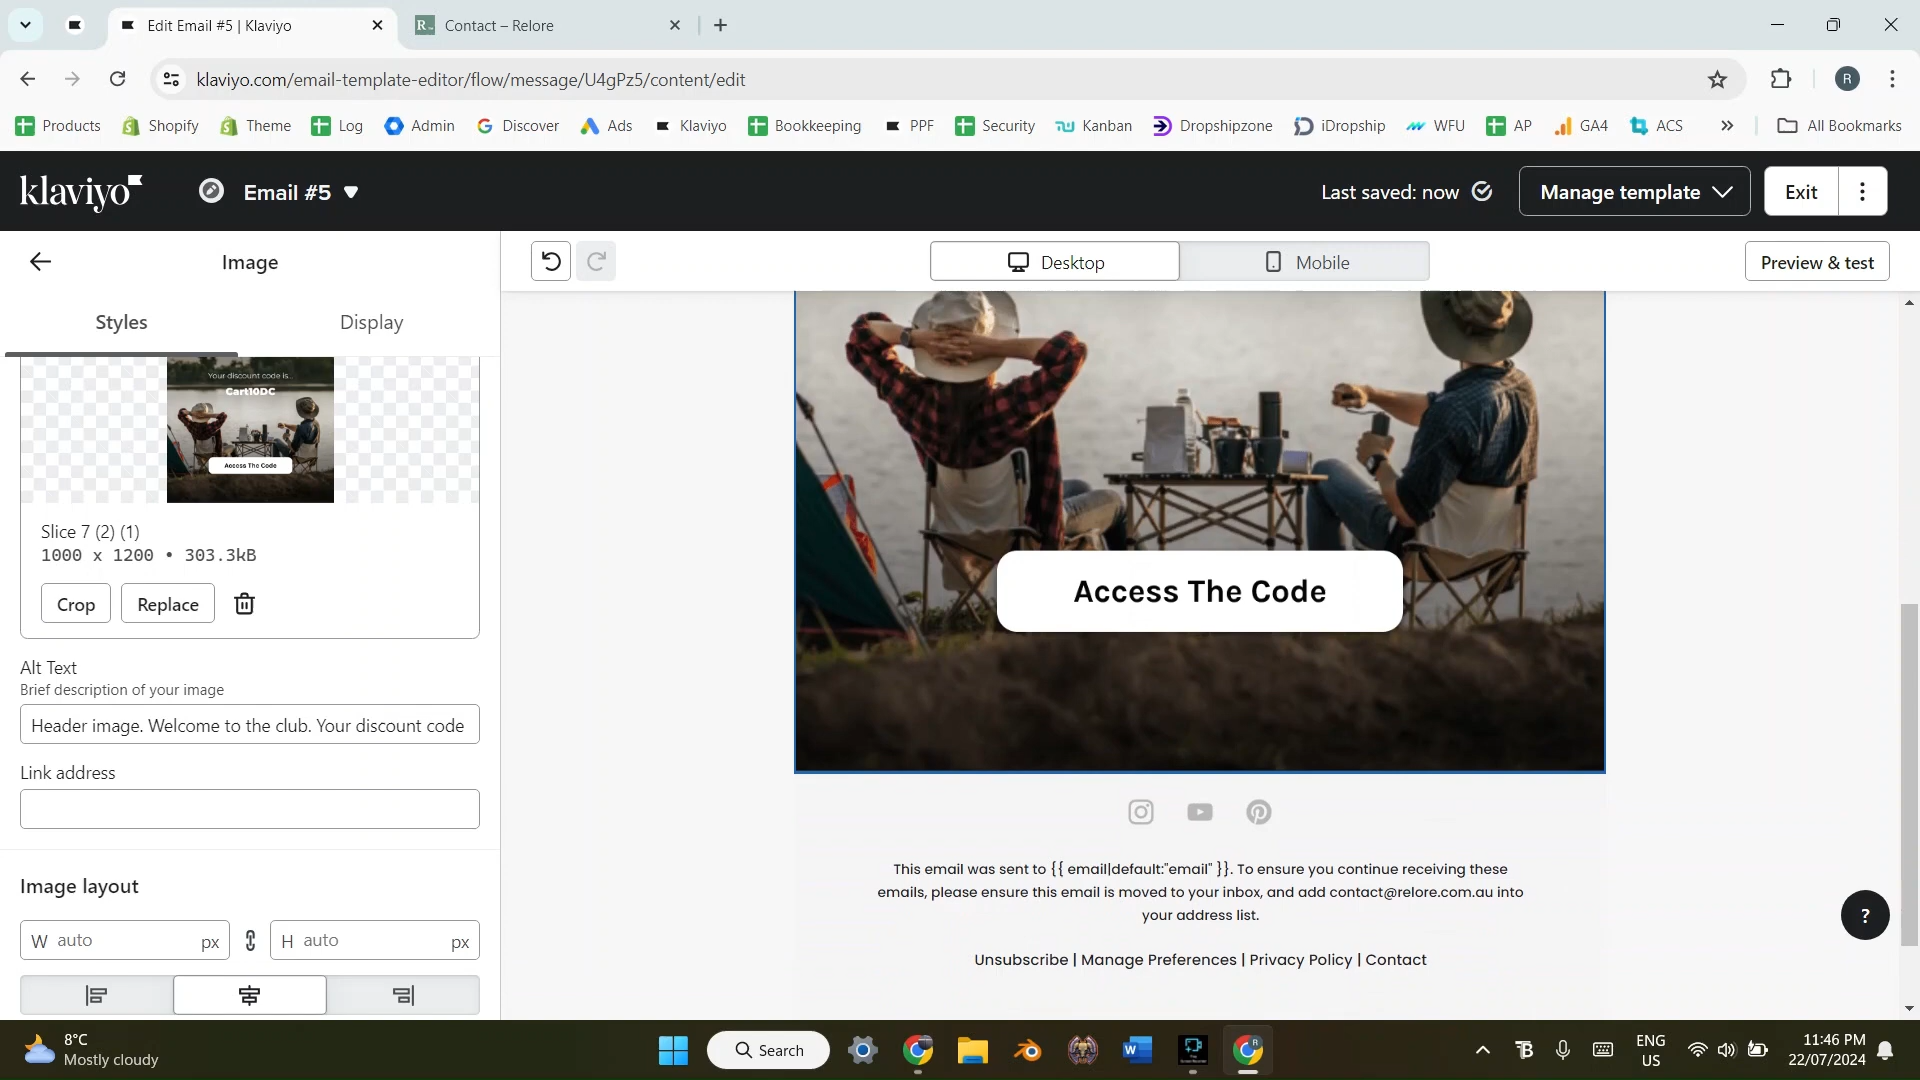 Edit Email #5 | Klaviyo
Contact – Relore
klaviyo.com/email-template-editor/flow/message/U4gPz5/content/edit
R
Products
Shopify
Theme
Log
Admin
Discover
Ads
Klaviyo
Bookkeeping
PPF
Security
Kanban
Dropshipzone
iDropship
WFU
AP
GA4
ACS
All Bookmarks
klaviyo
Email #5
Last saved: now
Manage template
Exit
Image
Desktop
Mobile
Preview & test
Styles
Display
Your discount code is...
Cart10DC
Access The Code
Slice 7 (2) (1)
1000 x 1200 • 303.3kB
Crop
Replace
Alt Text
Brief description of your image
Header image. Welcome to the club. Your discount code
Link address
Image layout
W auto px
H auto px
Access The Code
This email was sent to {{ email|default:"email" }}. To ensure you continue receiving these
emails, please ensure this email is moved to your inbox, and add contact@relore.com.au into
your address list.
Unsubscribe | Manage Preferences | Privacy Policy | Contact
?
8°C
Mostly cloudy
Search
ENG
US
11:46 PM
22/07/2024